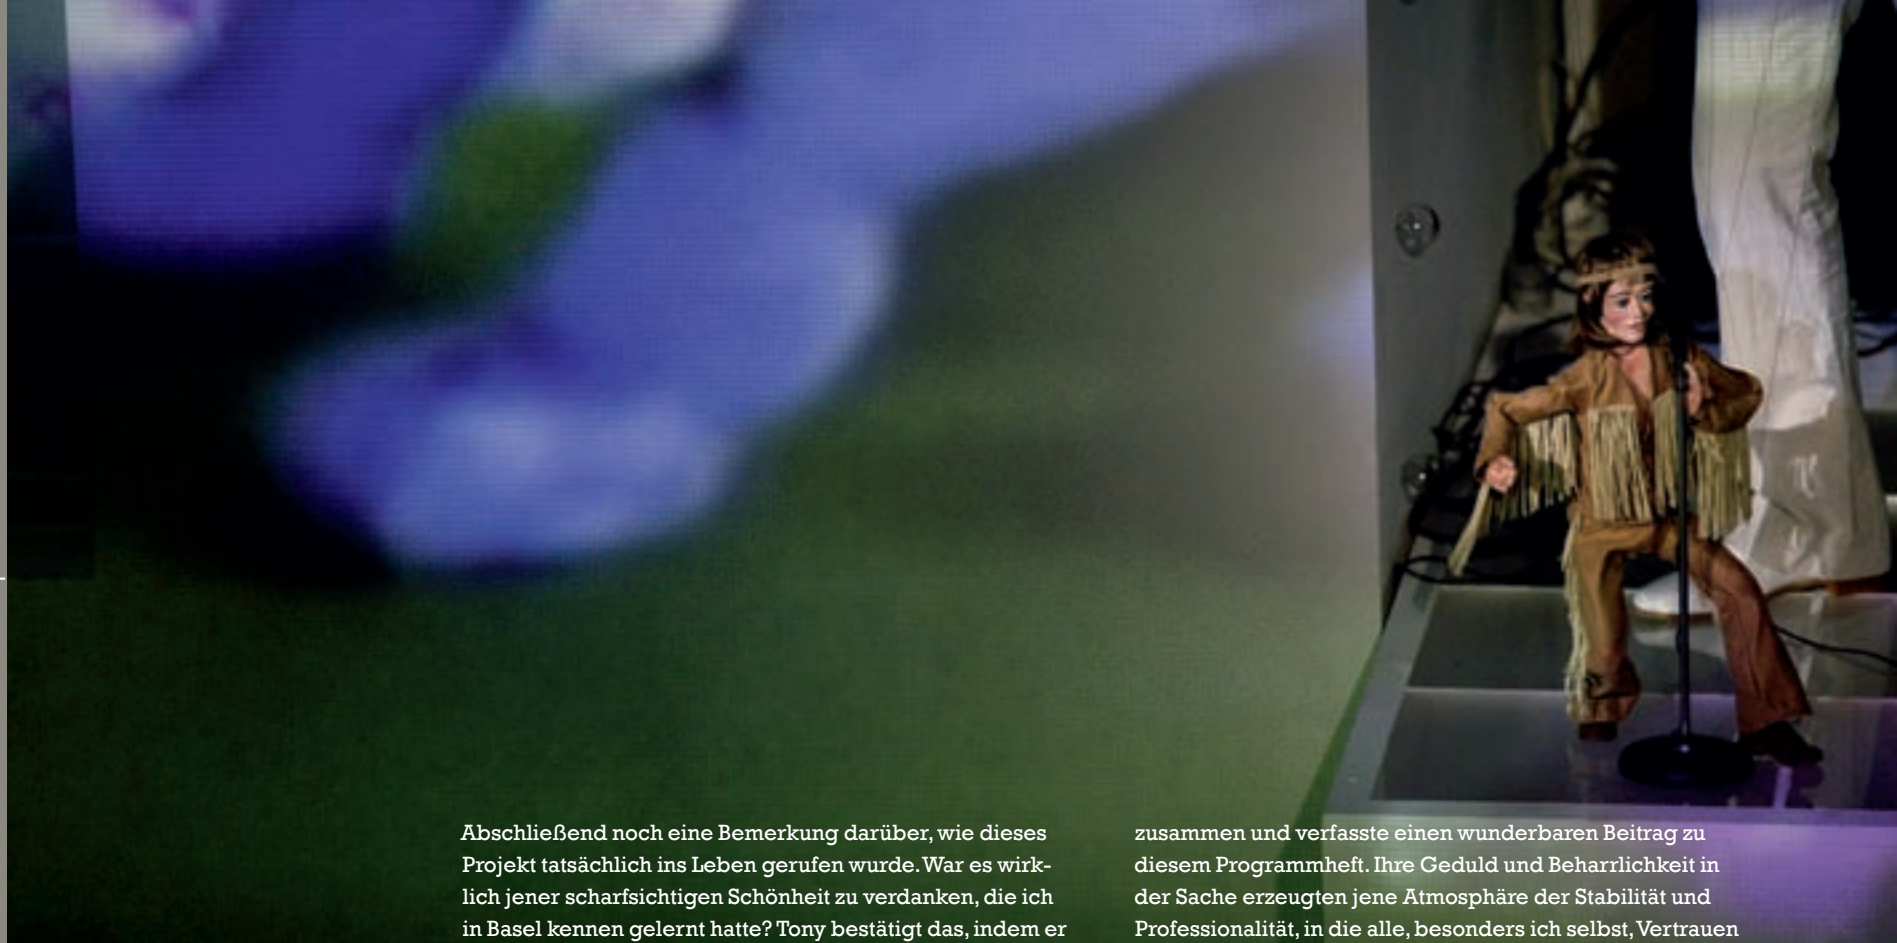 Abschließend noch eine Bemerkung darüber, wie dieses
Projekt tatsächlich ins Leben gerufen wurde. War es wirk-
lich jener scharfsichtigen Schönheit zu verdanken, die ich
in Basel kennen gelernt hatte? Tony bestätigt das, indem er
zusammen und verfasste einen wunderbaren Beitrag zu
diesem Programmheft. Ihre Geduld und Beharrlichkeit in
der Sache erzeugten jene Atmosphäre der Stabilität und
Professionalität, in die alle, besonders ich selbst, Vertrauen